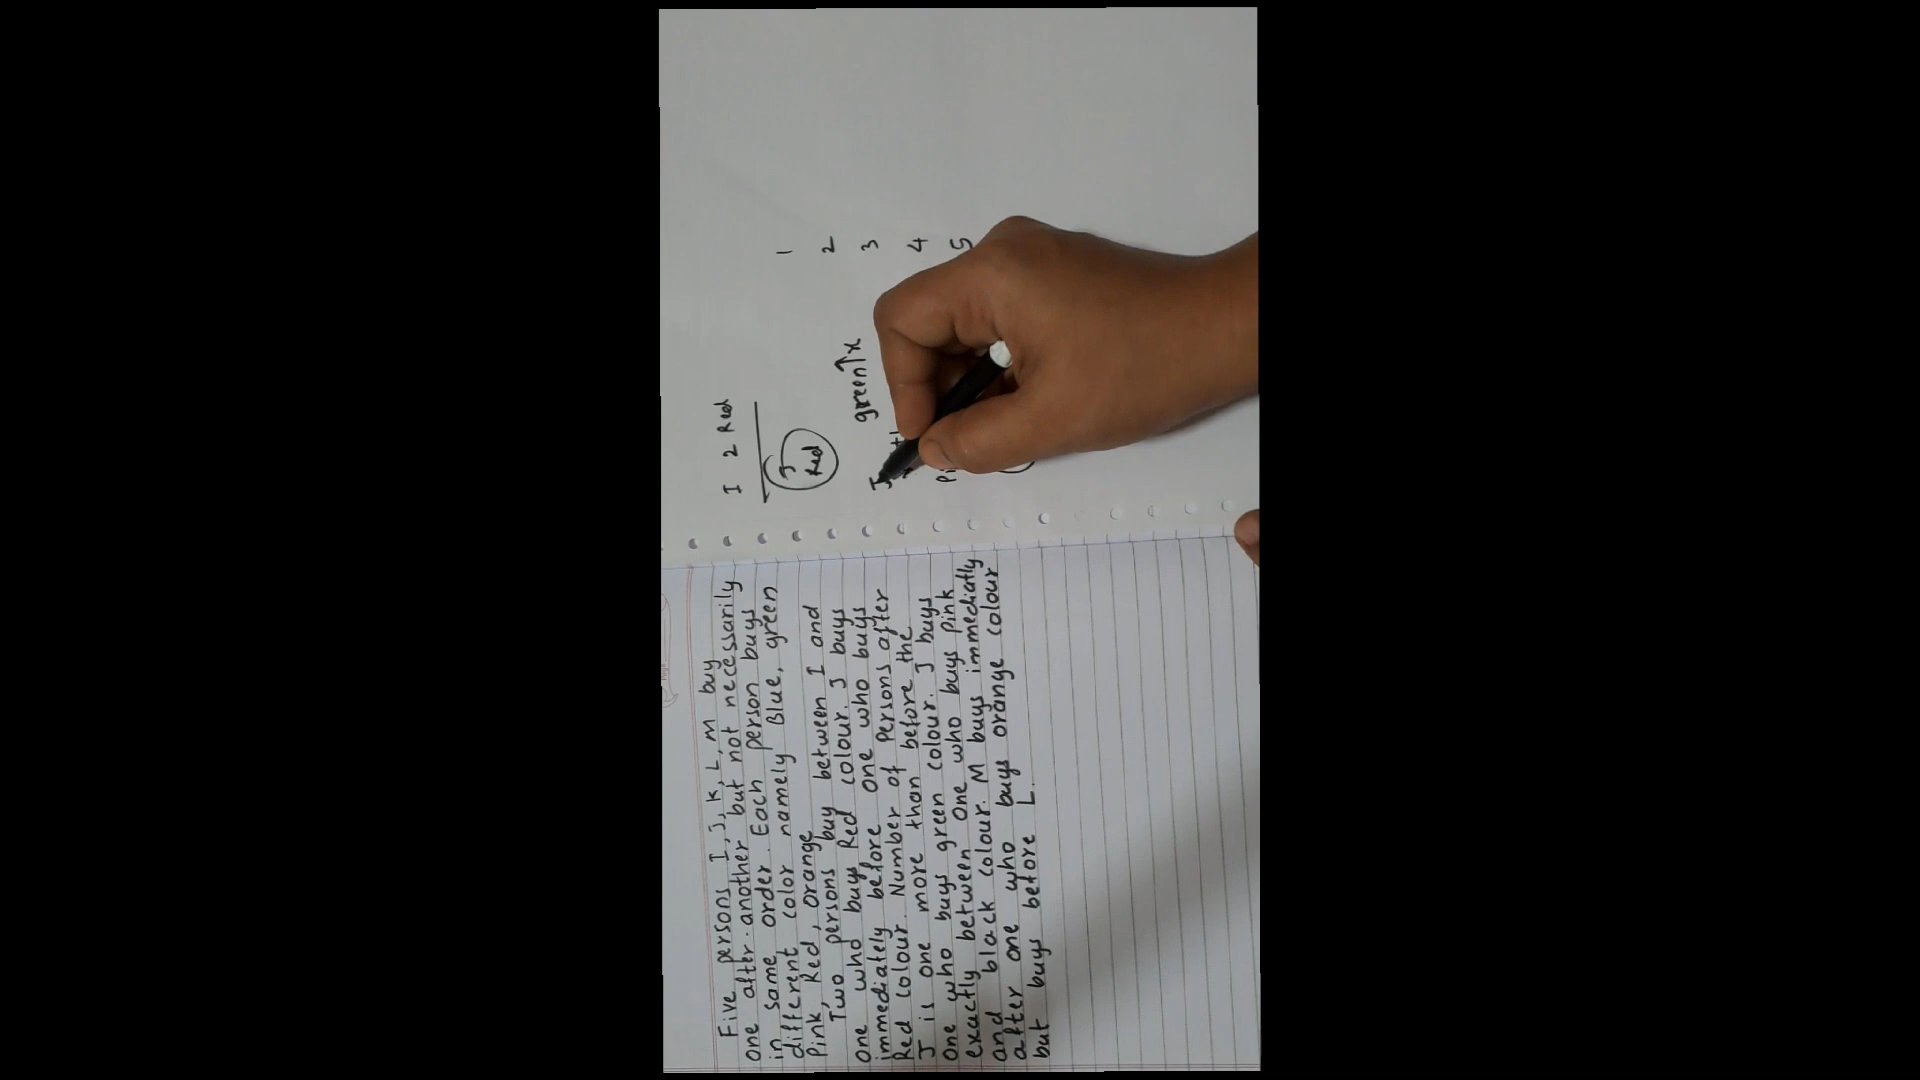 Five persons I, J, K, L, M buy
one after another but not necessarily
in same order. Each person buys
different color namely Blue, green
Pink, Red, orange
Two persons buy between I and
one who buys Red colour. J buys
immediately before one who buys
Red colour. Number of persons after
J is one more than before the
one who buys green colour. J buys
exactly between one who buys pink
and black colour. M buys immediatly
after one who buys orange colour
but buys before L.
I 2 Red
J
Red
green ↑ x
J
+1
Pi
1
2
3
4
5